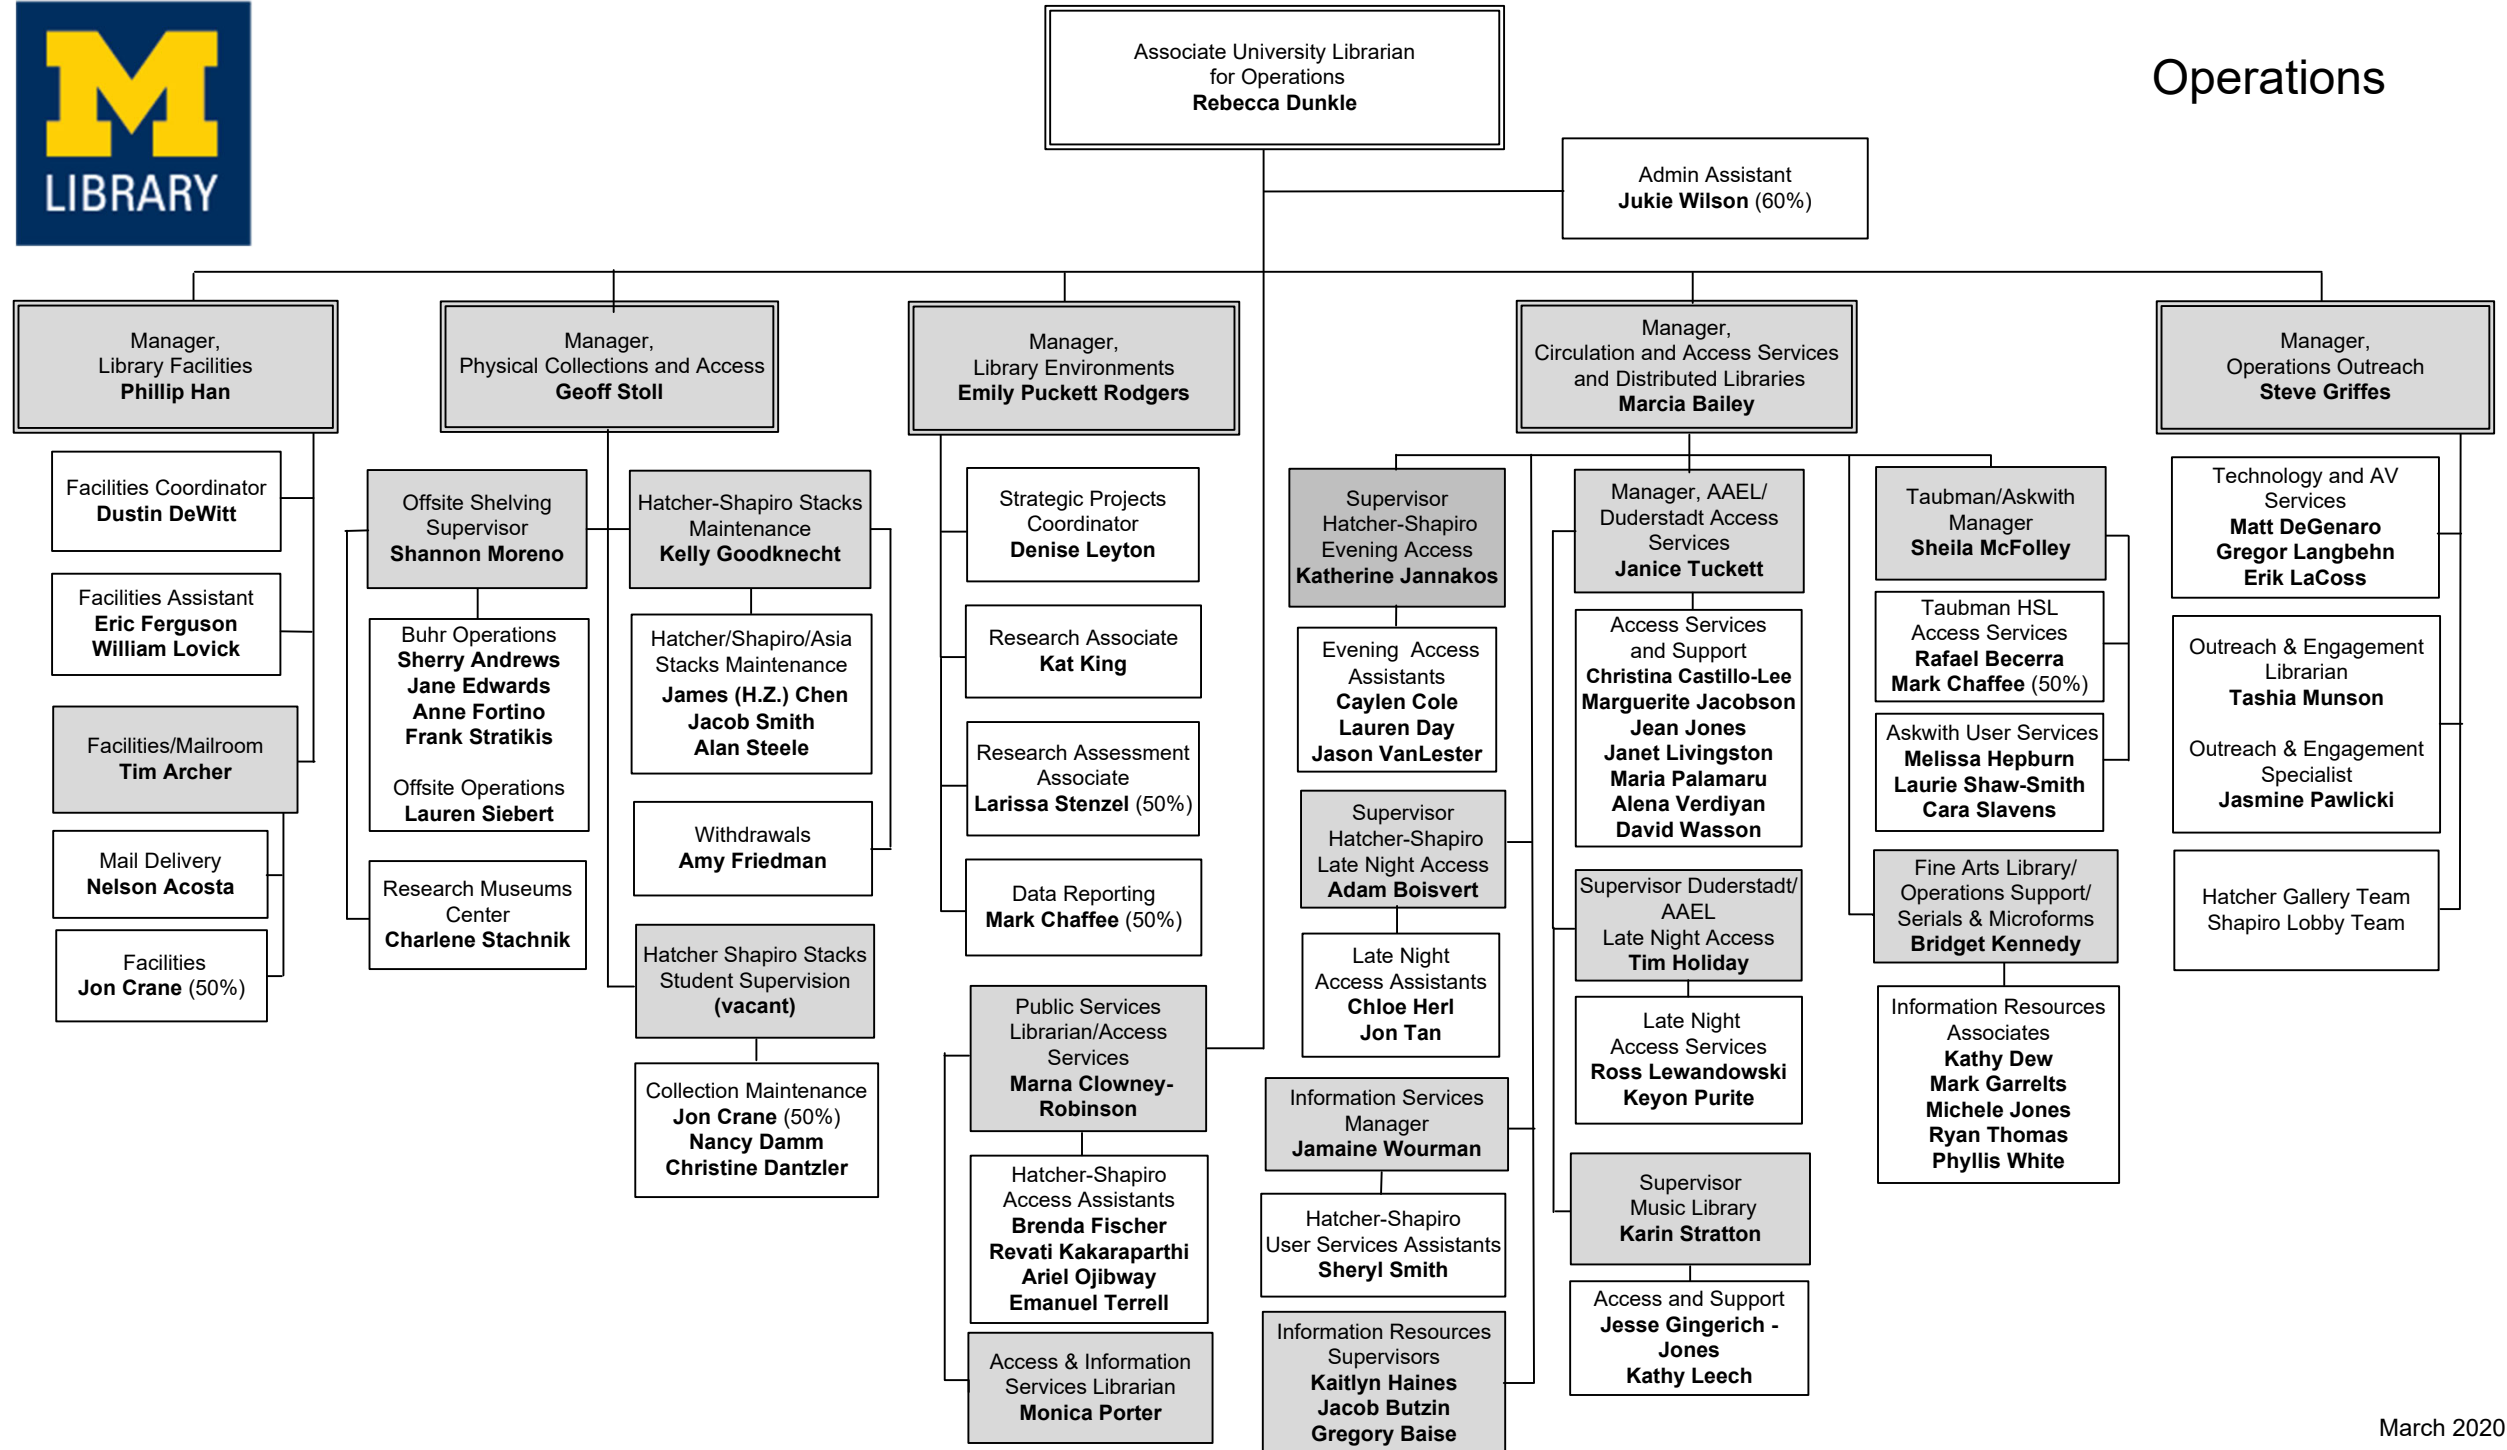 M
LIBRARY
Associate University Librarian
for Operations
Rebecca Dunkle
Operations
Admin Assistant
Jukie Wilson (60%)
Manager,
Library Facilities
Phillip Han
Facilities Coordinator
Dustin DeWitt
Facilities Assistant
Eric Ferguson
William Lovick
Facilities/Mailroom
Tim Archer
Mail Delivery
Nelson Acosta
Facilities
Jon Crane (50%)
Manager,
Physical Collections and Access
Geoff Stoll
Offsite Shelving
Supervisor
Shannon Moreno
Buhr Operations
Sherry Andrews
Jane Edwards
Anne Fortino
Frank Stratikis
Offsite Operations
Lauren Siebert
Research Museums
Center
Charlene Stachnik
Hatcher-Shapiro Stacks
Maintenance
Kelly Goodknecht
Hatcher/Shapiro/Asia
Stacks Maintenance
James (H.Z.) Chen
Jacob Smith
Alan Steele
Withdrawals
Amy Friedman
Hatcher Shapiro Stacks
Student Supervision
(vacant)
Collection Maintenance
Jon Crane (50%)
Nancy Damm
Christine Dantzler
Manager,
Library Environments
Emily Puckett Rodgers
Strategic Projects
Coordinator
Denise Leyton
Research Associate
Kat King
Research Assessment
Associate
Larissa Stenzel (50%)
Data Reporting
Mark Chaffee (50%)
Public Services
Librarian/Access
Services
Marna Clowney-
Robinson
Hatcher-Shapiro
Access Assistants
Brenda Fischer
Revati Kakaraparthi
Ariel Ojibway
Emanuel Terrell
Access & Information
Services Librarian
Monica Porter
Manager,
Circulation and Access Services
and Distributed Libraries
Marcia Bailey
Supervisor
Hatcher-Shapiro
Evening Access
Katherine Jannakos
Evening  Access
Assistants
Caylen Cole
Lauren Day
Jason VanLester
Supervisor
Hatcher-Shapiro
Late Night Access
Adam Boisvert
Late Night
Access Assistants
Chloe Herl
Jon Tan
Information Services
Manager
Jamaine Wourman
Hatcher-Shapiro
User Services Assistants
Sheryl Smith
Information Resources
Supervisors
Kaitlyn Haines
Jacob Butzin
Gregory Baise
Manager, AAEL/
Duderstadt Access
Services
Janice Tuckett
Access Services
and Support
Christina Castillo-Lee
Marguerite Jacobson
Jean Jones
Janet Livingston
Maria Palamaru
Alena Verdiyan
David Wasson
Supervisor Duderstadt/
AAEL
Late Night Access
Tim Holiday
Late Night
Access Services
Ross Lewandowski
Keyon Purite
Supervisor
Music Library
Karin Stratton
Access and Support
Jesse Gingerich -
Jones
Kathy Leech
Taubman/Askwith
Manager
Sheila McFolley
Taubman HSL
Access Services
Rafael Becerra
Mark Chaffee (50%)
Askwith User Services
Melissa Hepburn
Laurie Shaw-Smith
Cara Slavens
Fine Arts Library/
Operations Support/
Serials & Microforms
Bridget Kennedy
Information Resources
Associates
Kathy Dew
Mark Garrelts
Michele Jones
Ryan Thomas
Phyllis White
Manager,
Operations Outreach
Steve Griffes
Technology and AV
Services
Matt DeGenaro
Gregor Langbehn
Erik LaCoss
Outreach & Engagement
Librarian
Tashia Munson
Outreach & Engagement
Specialist
Jasmine Pawlicki
Hatcher Gallery Team
Shapiro Lobby Team
March 2020